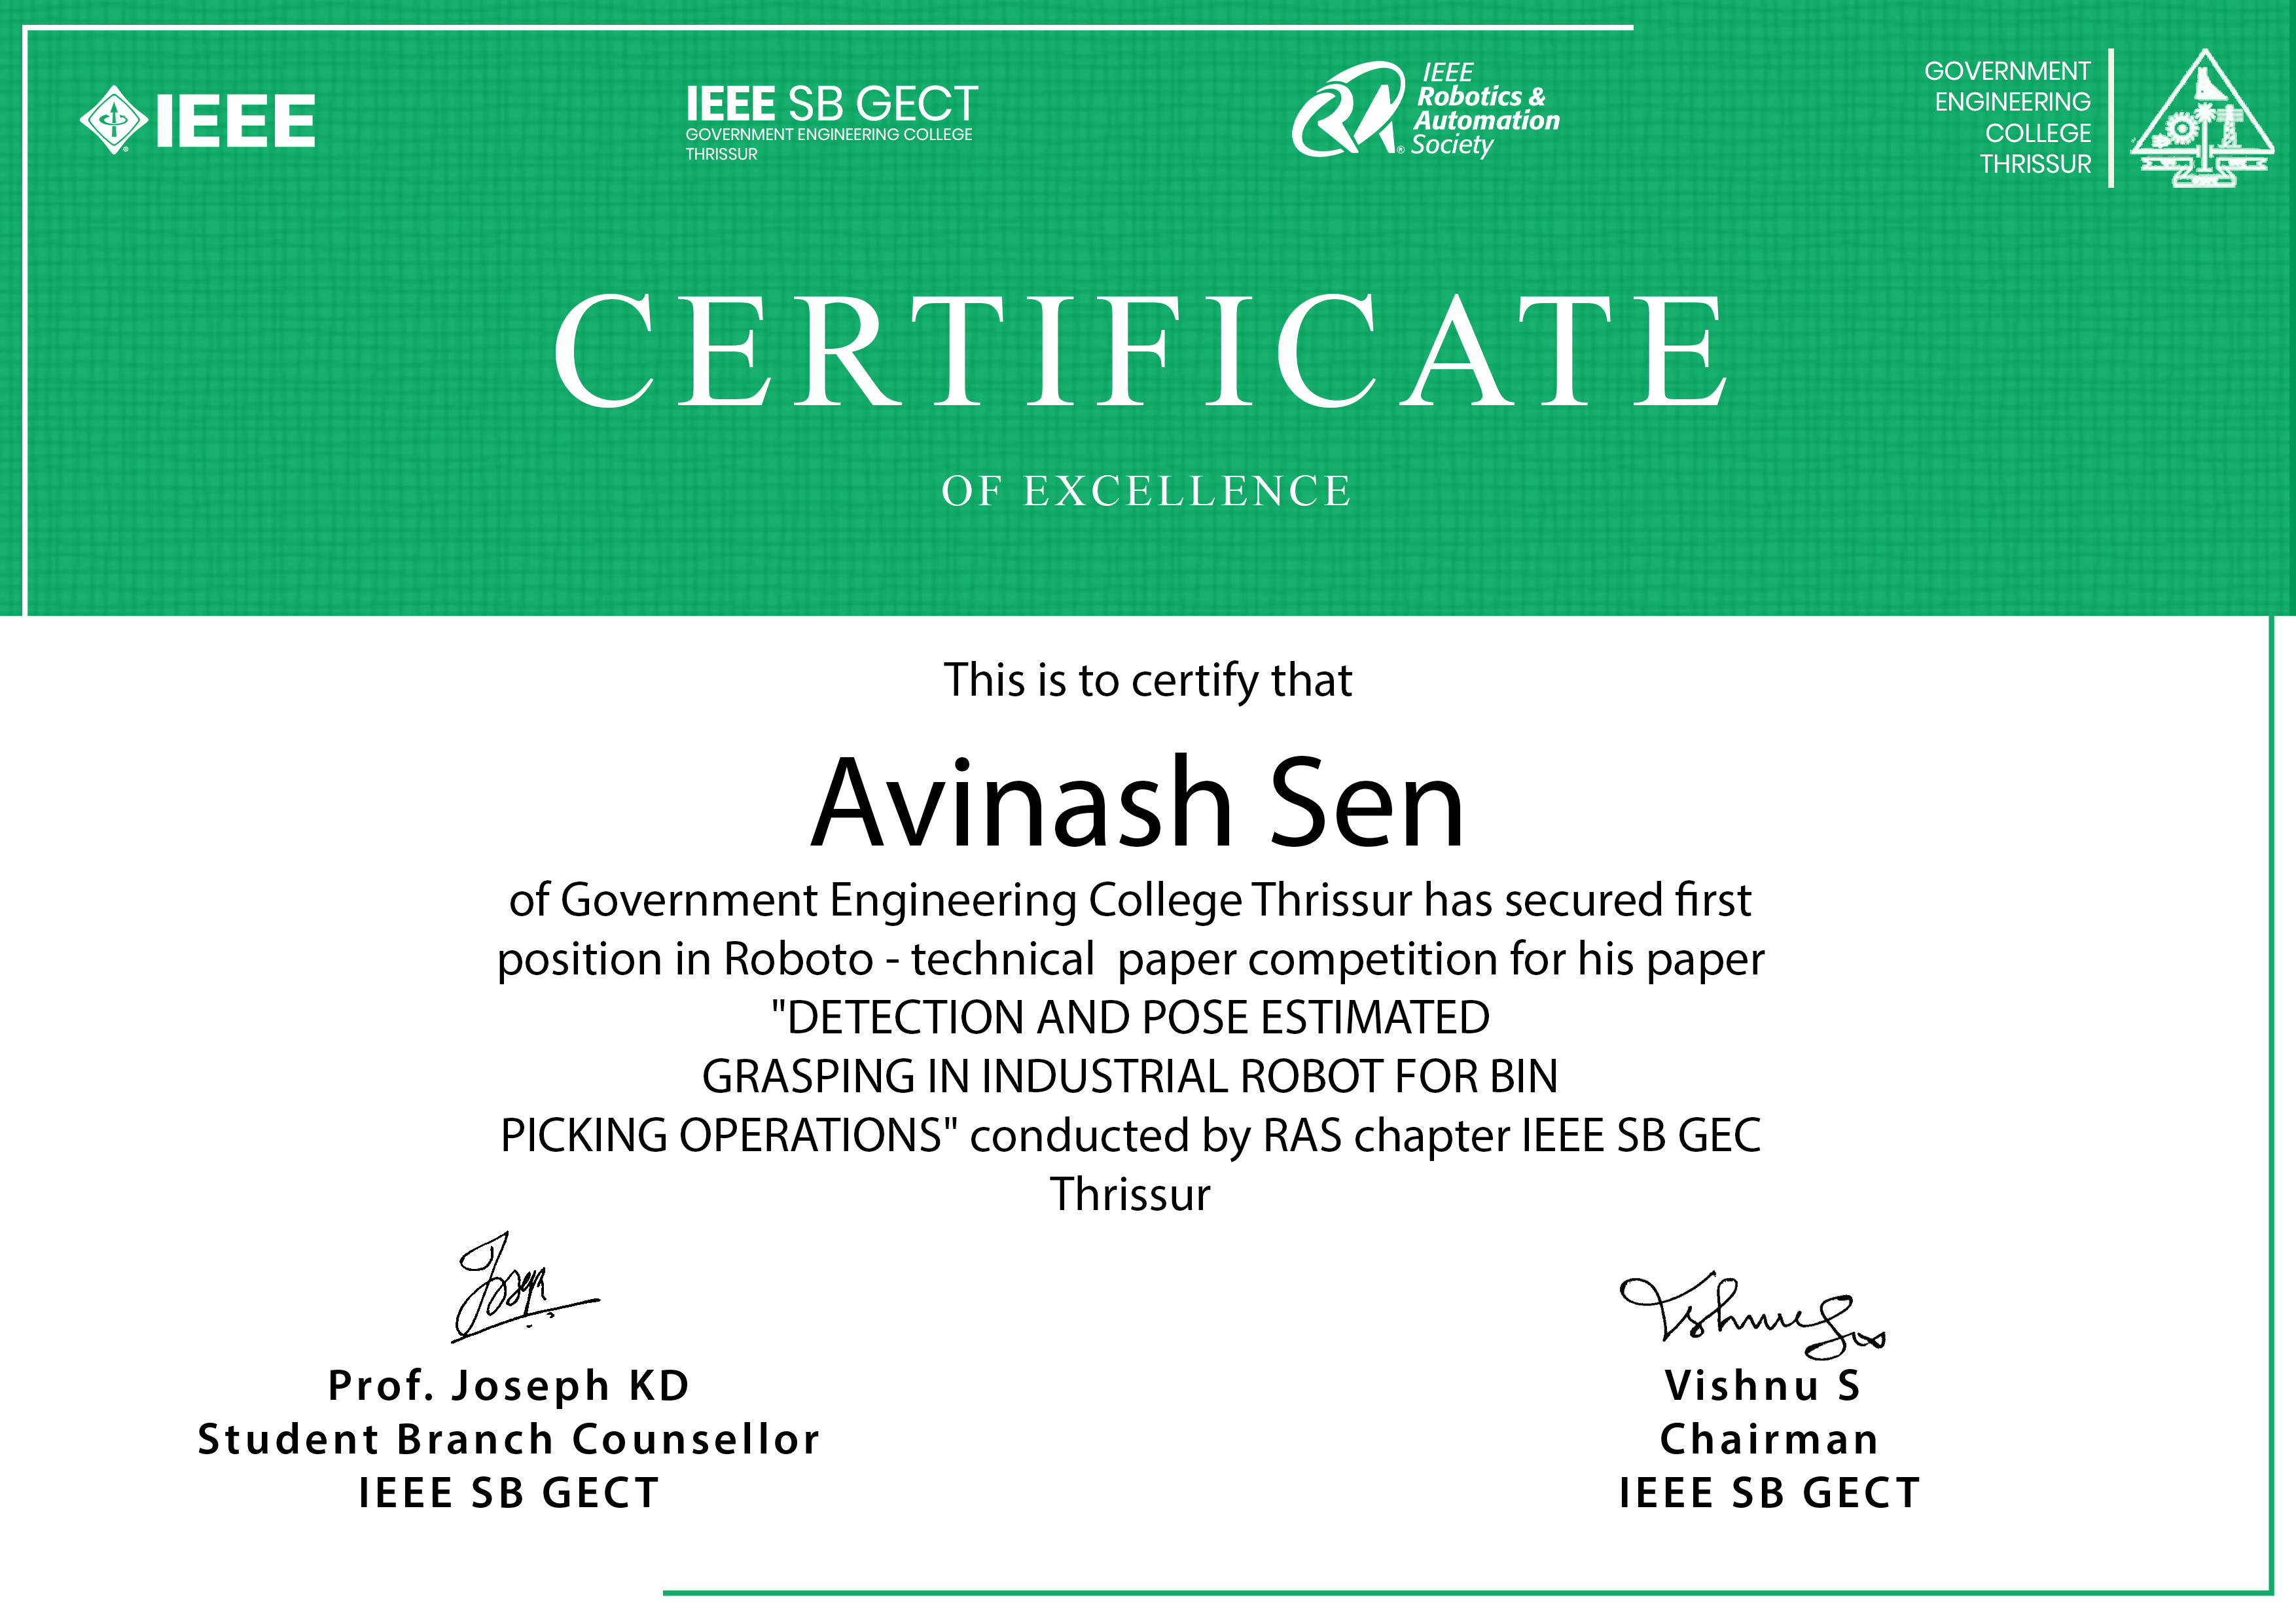 IEEE
IEEE SB GECT
GOVERNMENT ENGINEERING COLLEGE
THRISSUR
IEEE
Robotics &
Automation
Society
GOVERNMENT
ENGINEERING
COLLEGE
THRISSUR
CERTIFICATE
OF EXCELLENCE
This is to certify that
Avinash Sen
of Government Engineering College Thrissur has secured first
position in Roboto - technical  paper competition for his paper
"DETECTION AND POSE ESTIMATED
GRASPING IN INDUSTRIAL ROBOT FOR BIN
PICKING OPERATIONS" conducted by RAS chapter IEEE SB GEC
Thrissur
Prof. Joseph KD
Student Branch Counsellor
IEEE SB GECT
Vishnu S
Chairman
IEEE SB GECT